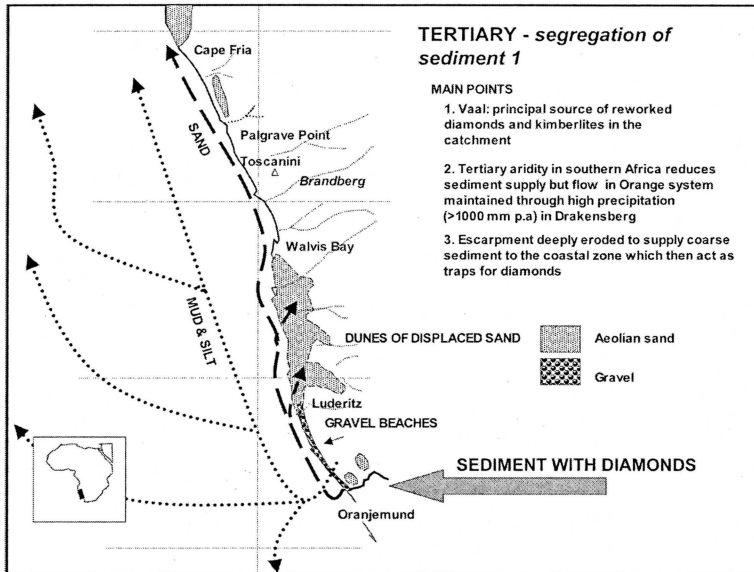 TERTIARY - segregation of
sediment 1
MAIN POINTS
1. Vaal: principal source of reworked
diamonds and kimberlites in the
catchment
2. Tertiary aridity in southern Africa reduces
sediment supply but flow in Orange system
maintained through high precipitation
(>1000 mm p.a) in Drakensberg
3. Escarpment deeply eroded to supply coarse
sediment to the coastal zone which then act as
traps for diamonds
Cape Fria
SAND
Palgrave Point
Toscanini
Brandberg
Walvis Bay
MUD & SILT
DUNES OF DISPLACED SAND
Aeolian sand
Gravel
Luderitz
GRAVEL BEACHES
SEDIMENT WITH DIAMONDS
Oranjemund